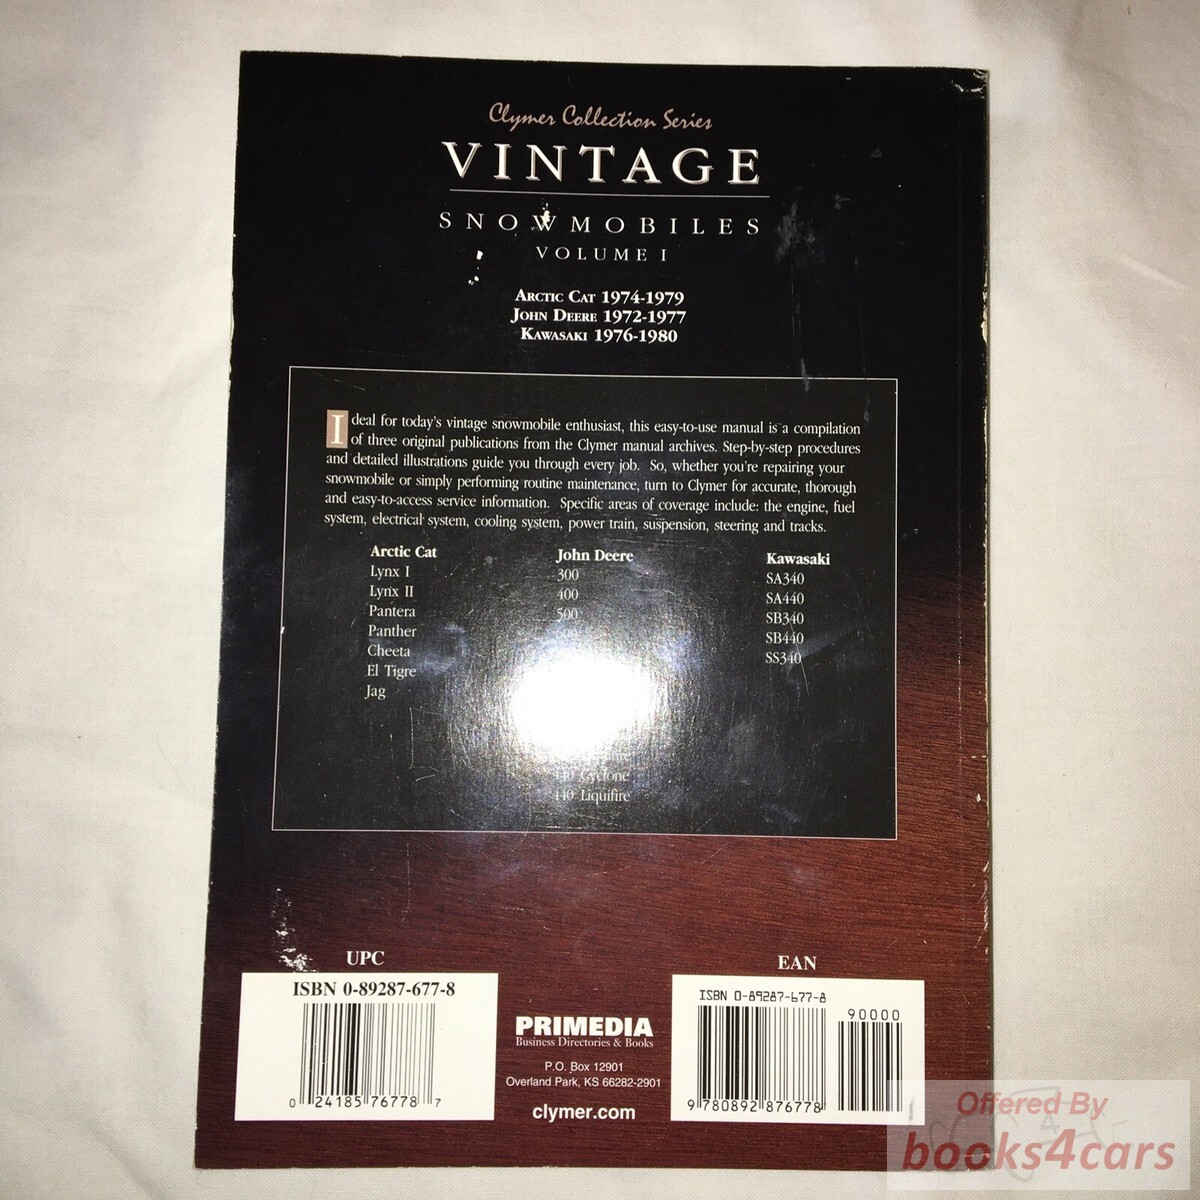 Clymer Collection Series
VINTAGE
SNOWMOBILES
VOLUME I
ARCTIC CAT 1974-1979
JOHN DEERE 1972-1977
KAWASAKI 1976-1980
Ideal for today's vintage snowmobile enthusiast, this easy-to-use manual is a compilation
of three original publications from the Clymer manual archives. Step-by-step procedures
and detailed illustrations guide you through every job. So, whether you're repairing your
snowmobile or simply performing routine maintenance, turn to Clymer for accurate, thorough
and easy-to-access service information. Specific areas of coverage include: the engine, fuel
system, electrical system, cooling system, power train, suspension, steering and tracks.
Arctic Cat
Lynx I
Lynx II
Pantera
Panther
Cheeta
El Tigre
Jag
John Deere
300
400
500
600
Cyclone
Liquifire
Kawasaki
SA340
SA440
SB340
SB440
SS340
UPC
ISBN 0-89287-677-8
0 24185 76778 7
PRIMEDIA
Business Directories & Books
P.O. Box 12901
Overland Park, KS 66282-2901
clymer.com
EAN
ISBN 0-89287-677-8
90000
9 780892 876778
Offered By
books4cars